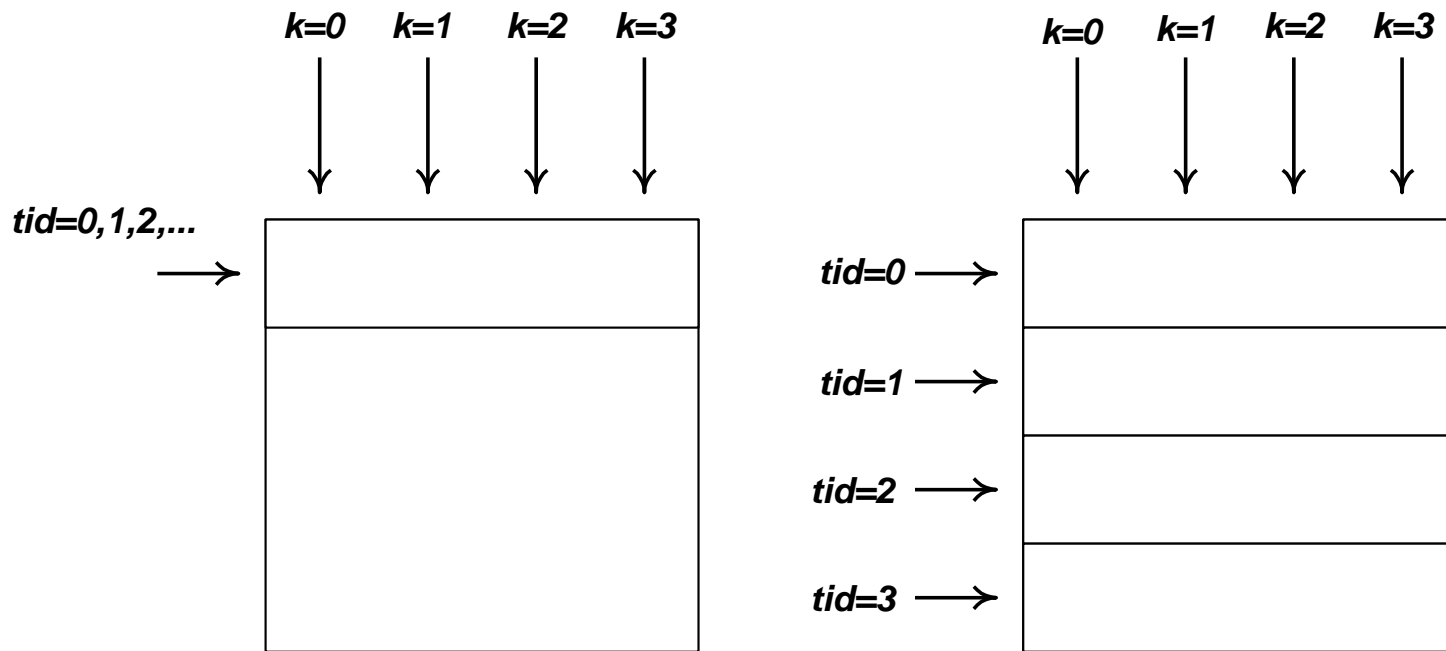 k=0 k=1 k=2 k=3
tid=0,1,2,...
k=0 k=1 k=2 k=3
tid=0
tid=1
tid=2
tid=3